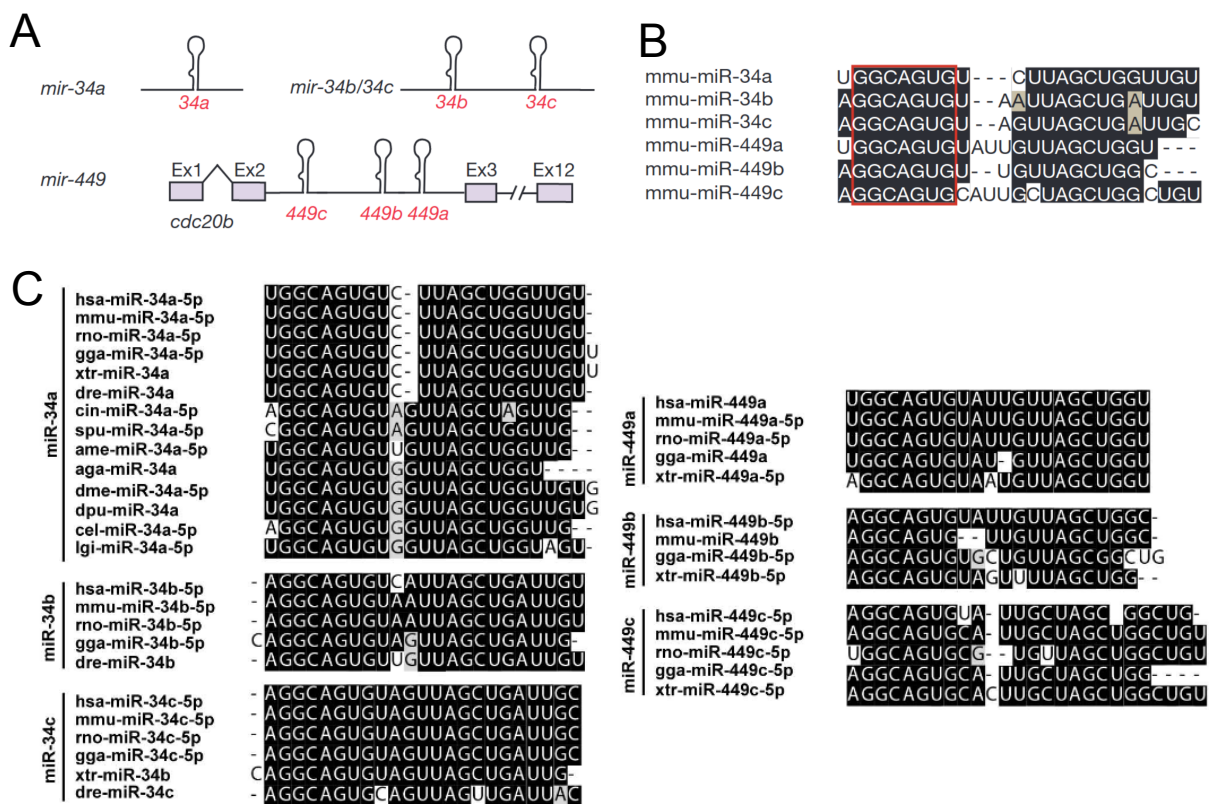 A
mir-34a
34a
mir-34b/34c
34b 34c
mir-449
Ex1 Ex2 Ex3 Ex12
449c 449b 449a
cdc20b
B
mmu-miR-34a UGGCAGUGU---CUUAGCUGGUUGU
mmu-miR-34b AGGCAGUGU--AAUUAGCUGAUUGU
mmu-miR-34c AGGCAGUGU--AGUUAGCUGAUUGC
mmu-miR-449a UGGCAGUGUAUUGUUAGCUGGU---
mmu-miR-449b AGGCAGUGU--UGUUAGCUGGC---
mmu-miR-449c AGGCAGUGCAUUGCUAGCUGGCUGU
C
miR-34a
hsa-miR-34a-5p UGGCAGUGUC-UUAGCUGGUUGU-
mmu-miR-34a-5p UGGCAGUGUC-UUAGCUGGUUGU-
rno-miR-34a-5p UGGCAGUGUC-UUAGCUGGUUGU-
gga-miR-34a-5p UGGCAGUGUC-UUAGCUGGUUGUU
xtr-miR-34a UGGCAGUGUC-UUAGCUGGUUGUU
dre-miR-34a UGGCAGUGUC-UUAGCUGGUUGU-
cin-miR-34a-5p AGGCAGUGUAGUUAGCUAGUUG--
spu-miR-34a-5p CGGCAGUGUAGUUAGCUGGUUG--
ame-miR-34a-5p UGGCAGUGUUGUUAGCUGGUUG--
aga-miR-34a UGGCAGUGUGGUUAGCUGGU----
dme-miR-34a-5p UGGCAGUGUGGUUAGCUGGUUGUG
dpu-miR-34a UGGCAGUGUGGUUAGCUGGUUGUG
cel-miR-34a-5p AGGCAGUGUGGUUAGCUGGUUG--
lgi-miR-34a-5p UGGCAGUGUGGUUAGCUGGUAGU-
miR-34b
hsa-miR-34b-5p -AGGCAGUGUCAUUAGCUGAUUGU
mmu-miR-34b-5p -AGGCAGUGUAAUUAGCUGAUUGU
rno-miR-34b-5p -AGGCAGUGUAAUUAGCUGAUUGU
gga-miR-34b-5p CAGGCAGUGUAGUUAGCUGAUUG-
dre-miR-34b -AGGCAGUGUUGUUAGCUGAUUGU
miR-34c
hsa-miR-34c-5p -AGGCAGUGUAGUUAGCUGAUUGC
mmu-miR-34c-5p -AGGCAGUGUAGUUAGCUGAUUGC
rno-miR-34c-5p -AGGCAGUGUAGUUAGCUGAUUGC
gga-miR-34c-5p -AGGCAGUGUAGUUAGCUGAUUGC
xtr-miR-34b CAGGCAGUGUAGUUAGCUGAUUG-
dre-miR-34c -AGGCAGUGCAGUUAGUUGAUUAC
miR-449a
hsa-miR-449a UGGCAGUGUAUUGUUAGCUGGU
mmu-miR-449a-5p UGGCAGUGUAUUGUUAGCUGGU
rno-miR-449a-5p UGGCAGUGUAUUGUUAGCUGGU
gga-miR-449a UGGCAGUGUAU-GUUAGCUGGU
xtr-miR-449a-5p AGGCAGUGUAAUGUUAGCUGGU
miR-449b
hsa-miR-449b-5p AGGCAGUGUAUUGUUAGCUGGC-
mmu-miR-449b AGGCAGUG--UUGUUAGCUGGC-
gga-miR-449b-5p AGGCAGUGUGCUGUUAGCGGCUG
xtr-miR-449b-5p AGGCAGUGUAGUUUUAGCUGG--
miR-449c
hsa-miR-449c-5p AGGCAGUGUA-UUGCUAGC GGCUG-
mmu-miR-449c-5p AGGCAGUGCA-UUGCUAGCUGGCUGU
rno-miR-449c-5p UGGCAGUGCG--UGUUAGCUGGCUGU
gga-miR-449c-5p AGGCAGUGCA-UUGCUAGCUGG----
xtr-miR-449c-5p AGGCAGUGCACUUGCUAGCUGGCUGU